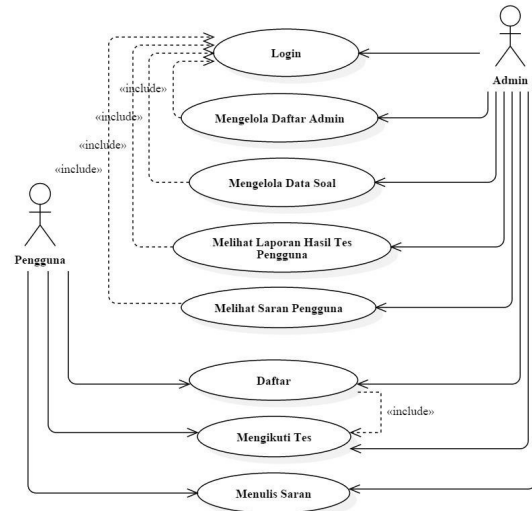 Login
Admin
«include»
Mengelola Daftar Admin
«include»
«include»
Mengelola Data Soal
Melihat Laporan Hasil Tes
Pengguna
Pengguna
Melihat Saran Pengguna
Daftar
«include»
Mengikuti Tes
Menulis Saran